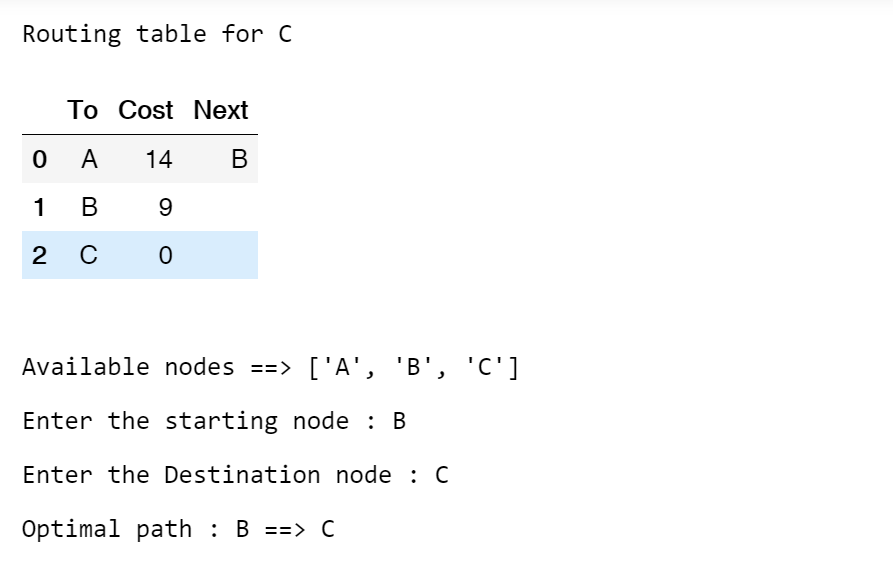 Routing table for C
To Cost Next
0 A 14 B
1 B 9
2 C 0
Available nodes ==> ['A', 'B', 'C']
Enter the starting node : B
Enter the Destination node : C
Optimal path : B ==> C